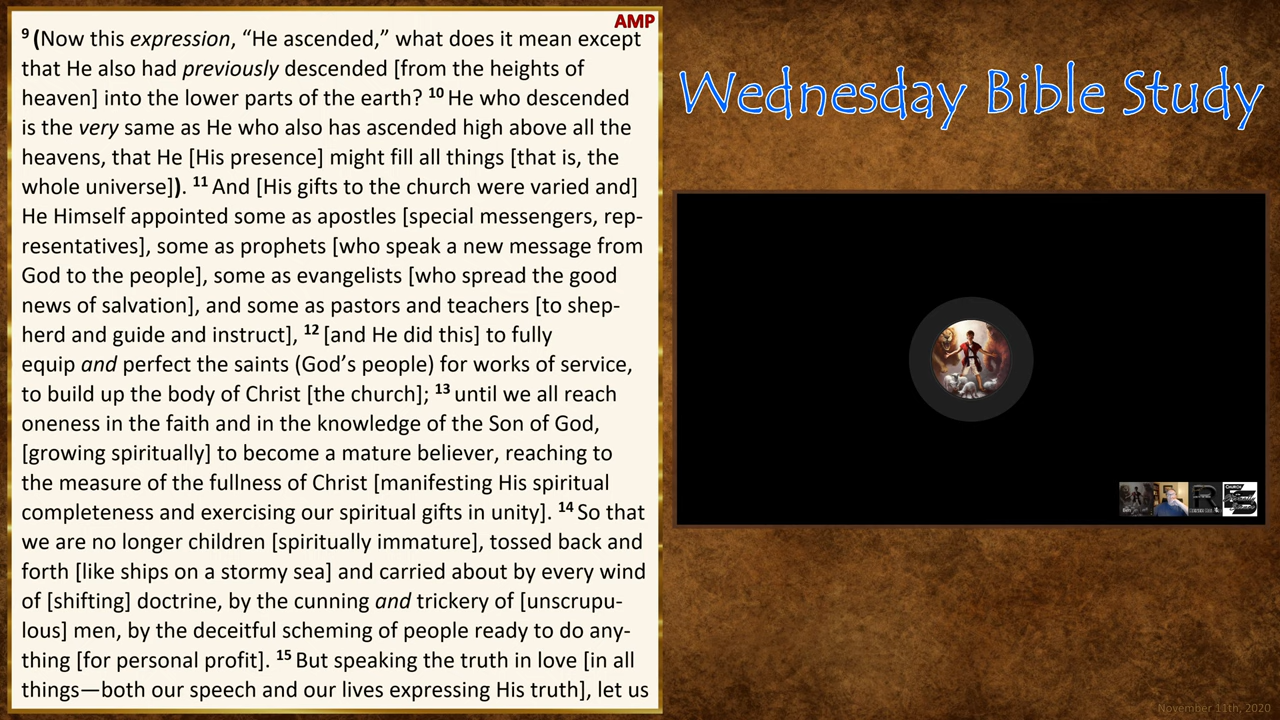 AMP
9 (Now this expression, “He ascended,” what does it mean except
that He also had previously descended [from the heights of
heaven] into the lower parts of the earth? 10 He who descended
is the very same as He who also has ascended high above all the
heavens, that He [His presence] might fill all things [that is, the
whole universe]). 11 And [His gifts to the church were varied and]
He Himself appointed some as apostles [special messengers, rep-
resentatives], some as prophets [who speak a new message from
God to the people], some as evangelists [who spread the good
news of salvation], and some as pastors and teachers [to shep-
herd and guide and instruct], 12 [and He did this] to fully
equip and perfect the saints (God’s people) for works of service,
to build up the body of Christ [the church]; 13 until we all reach
oneness in the faith and in the knowledge of the Son of God,
[growing spiritually] to become a mature believer, reaching to
the measure of the fullness of Christ [manifesting His spiritual
completeness and exercising our spiritual gifts in unity]. 14 So that
we are no longer children [spiritually immature], tossed back and
forth [like ships on a stormy sea] and carried about by every wind
of [shifting] doctrine, by the cunning and trickery of [unscrupu-
lous] men, by the deceitful scheming of people ready to do any-
thing [for personal profit]. 15 But speaking the truth in love [in all
things—both our speech and our lives expressing His truth], let us
Wednesday Bible Study
November 11th, 2020